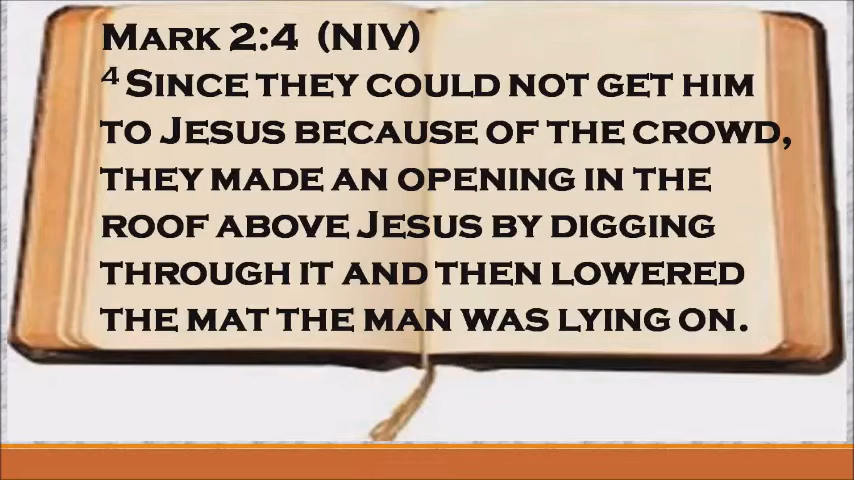 Mark 2:4 (NIV)
4 Since they could not get him
to Jesus because of the crowd,
they made an opening in the
roof above Jesus by digging
through it and then lowered
the mat the man was lying on.